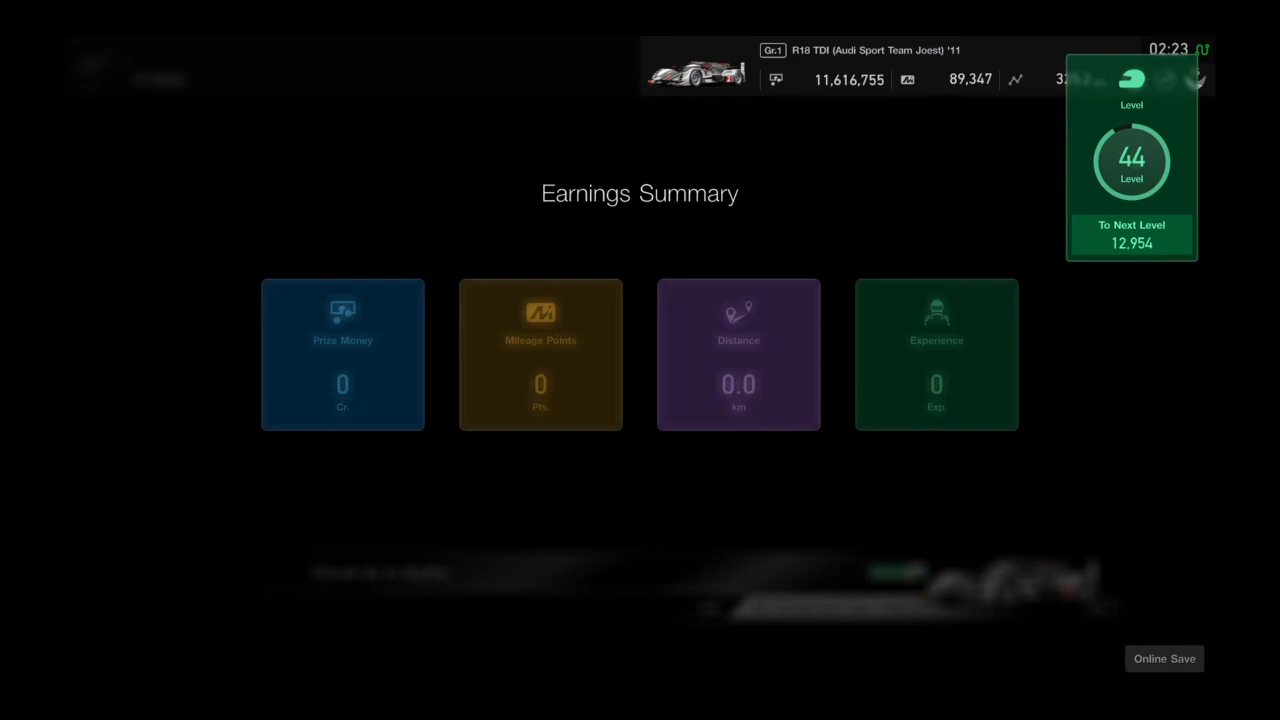 Gr.1 R18 TDI (Audi Sport Team Joest) '11
02:23
11,616,755 89,347
Level
44
Level
To Next Level
12,954
Earnings Summary
Prize Money
0
Cr.
Mileage Points
0
Pts.
Distance
0.0
km
Experience
0
Exp.
Online Save